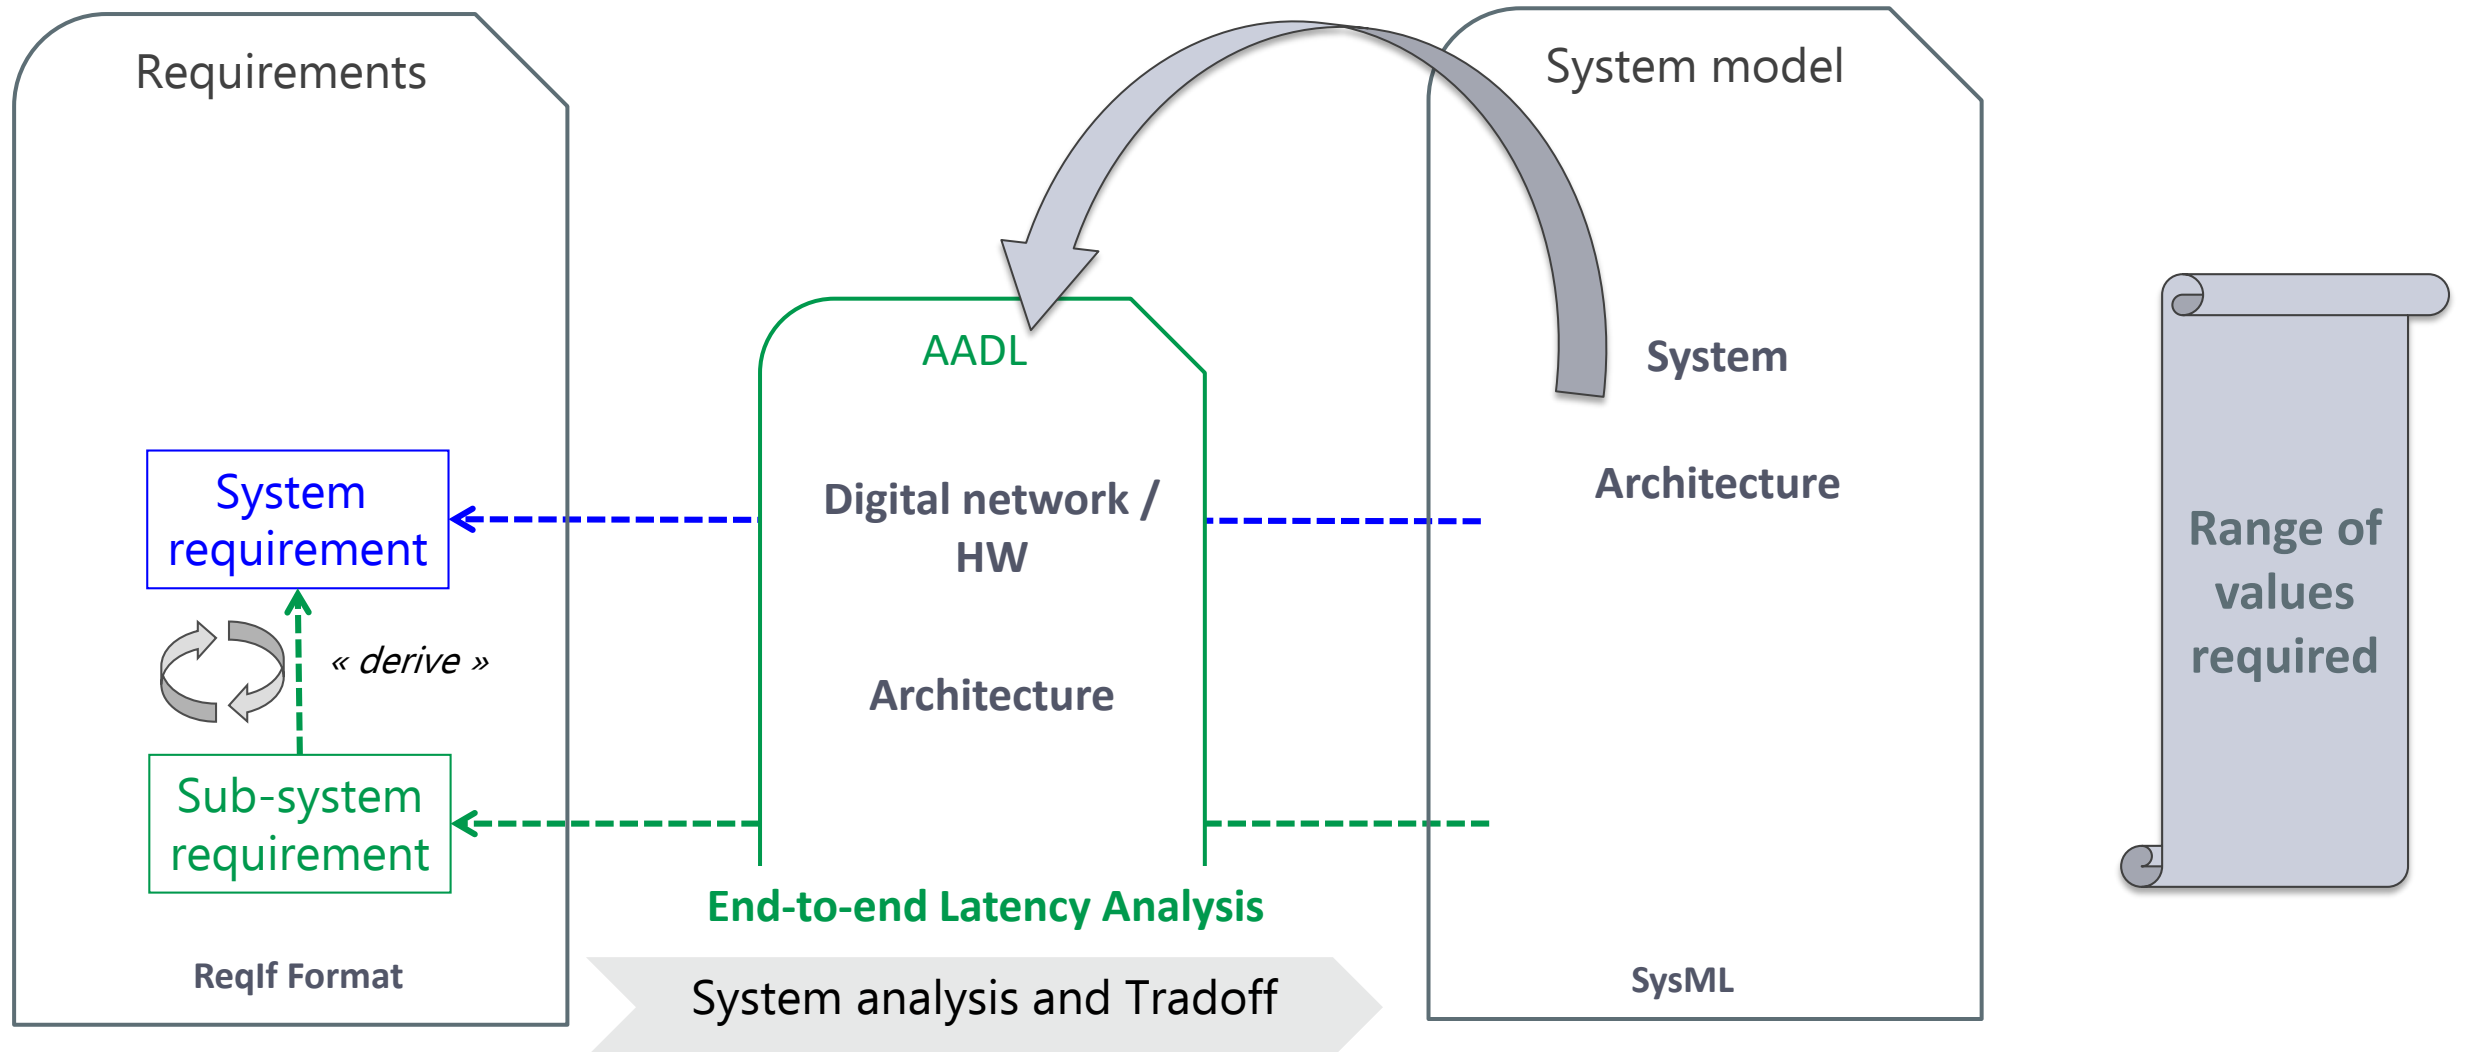 Requirements
System
requirement
« derive »
Sub-system
requirement
ReqIf Format
AADL
Digital network /
HW
Architecture
End-to-end Latency Analysis
System analysis and Tradoff
System model
System
Architecture
SysML
Range of
values
required